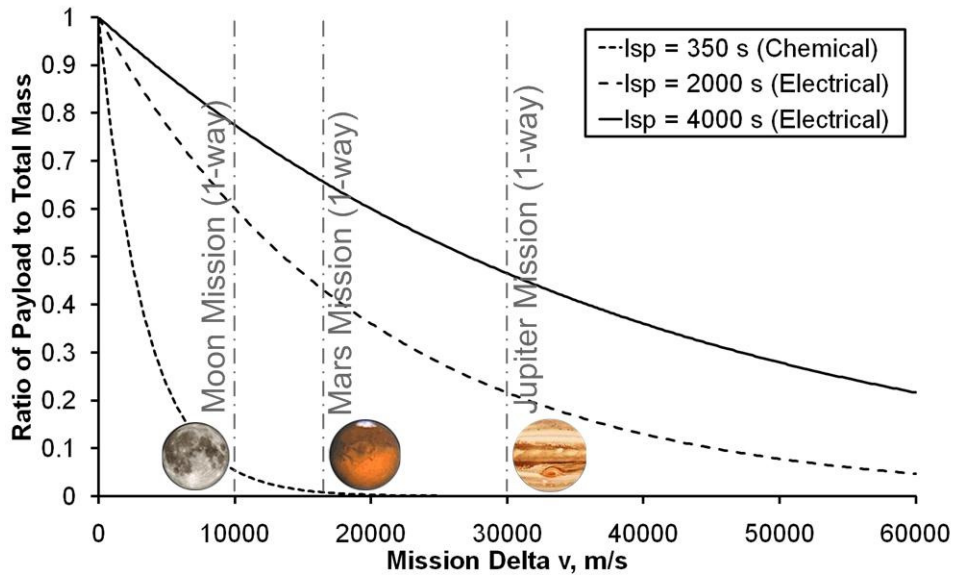 1
0.9
0.8
0.7
0.6
0.5
0.4
0.3
0.2
0.1
0
Ratio of Payload to Total Mass
Isp = 350 s (Chemical)
Isp = 2000 s (Electrical)
Isp = 4000 s (Electrical)
Moon Mission (1-way)
Mars Mission (1-way)
Jupiter Mission (1-way)
0 10000 20000 30000 40000 50000 60000
Mission Delta v, m/s